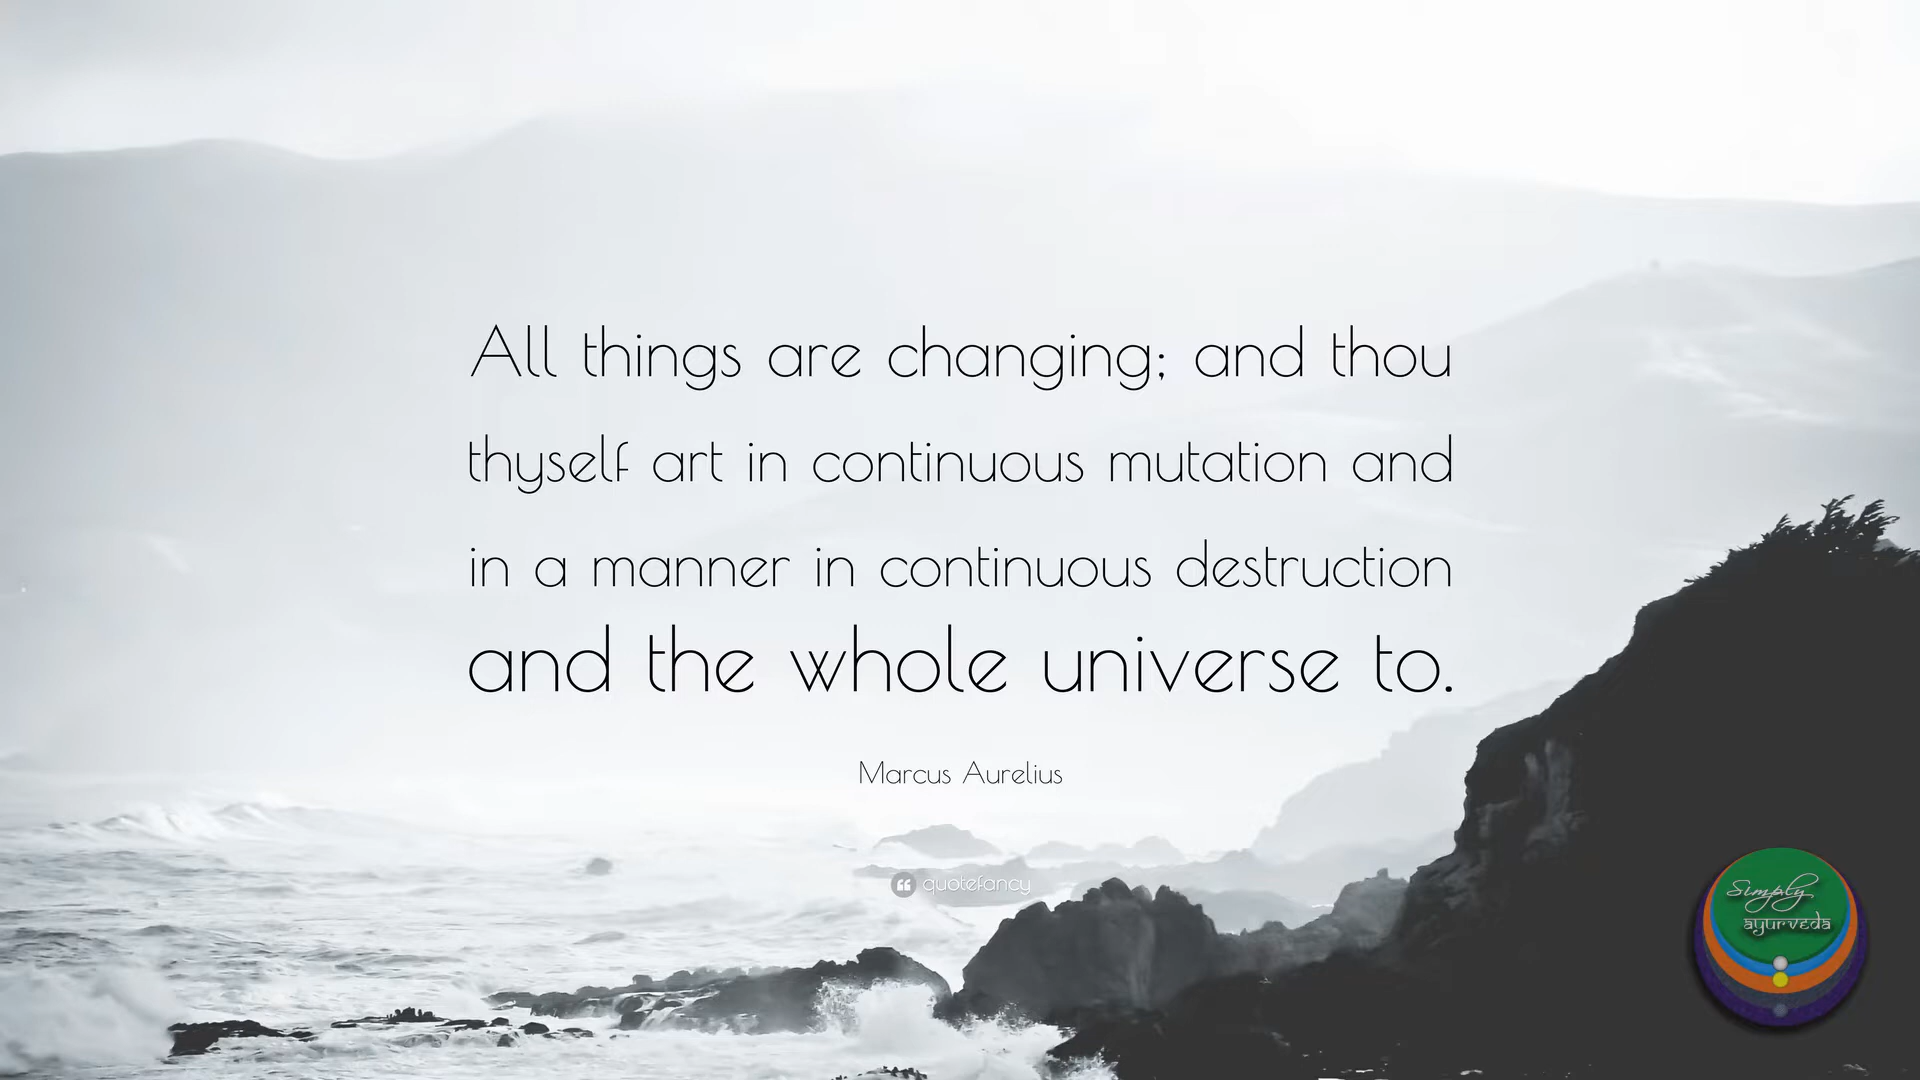 All things are changing; and thou
thyself art in continuous mutation and
in a manner in continuous destruction
and the whole universe to.
Marcus Aurelius
quotefancy
Simply
ayurveda